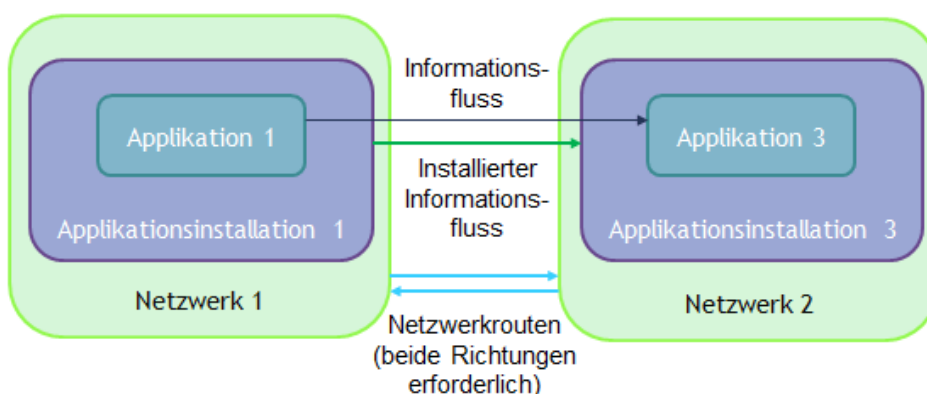 Informations-
fluss
Applikation 1
Applikation 3
Installierter
Informations-
fluss
Applikationsinstallation 1
Applikationsinstallation 3
Netzwerk 1
Netzwerk 2
Netzwerkrouten
(beide Richtungen
erforderlich)